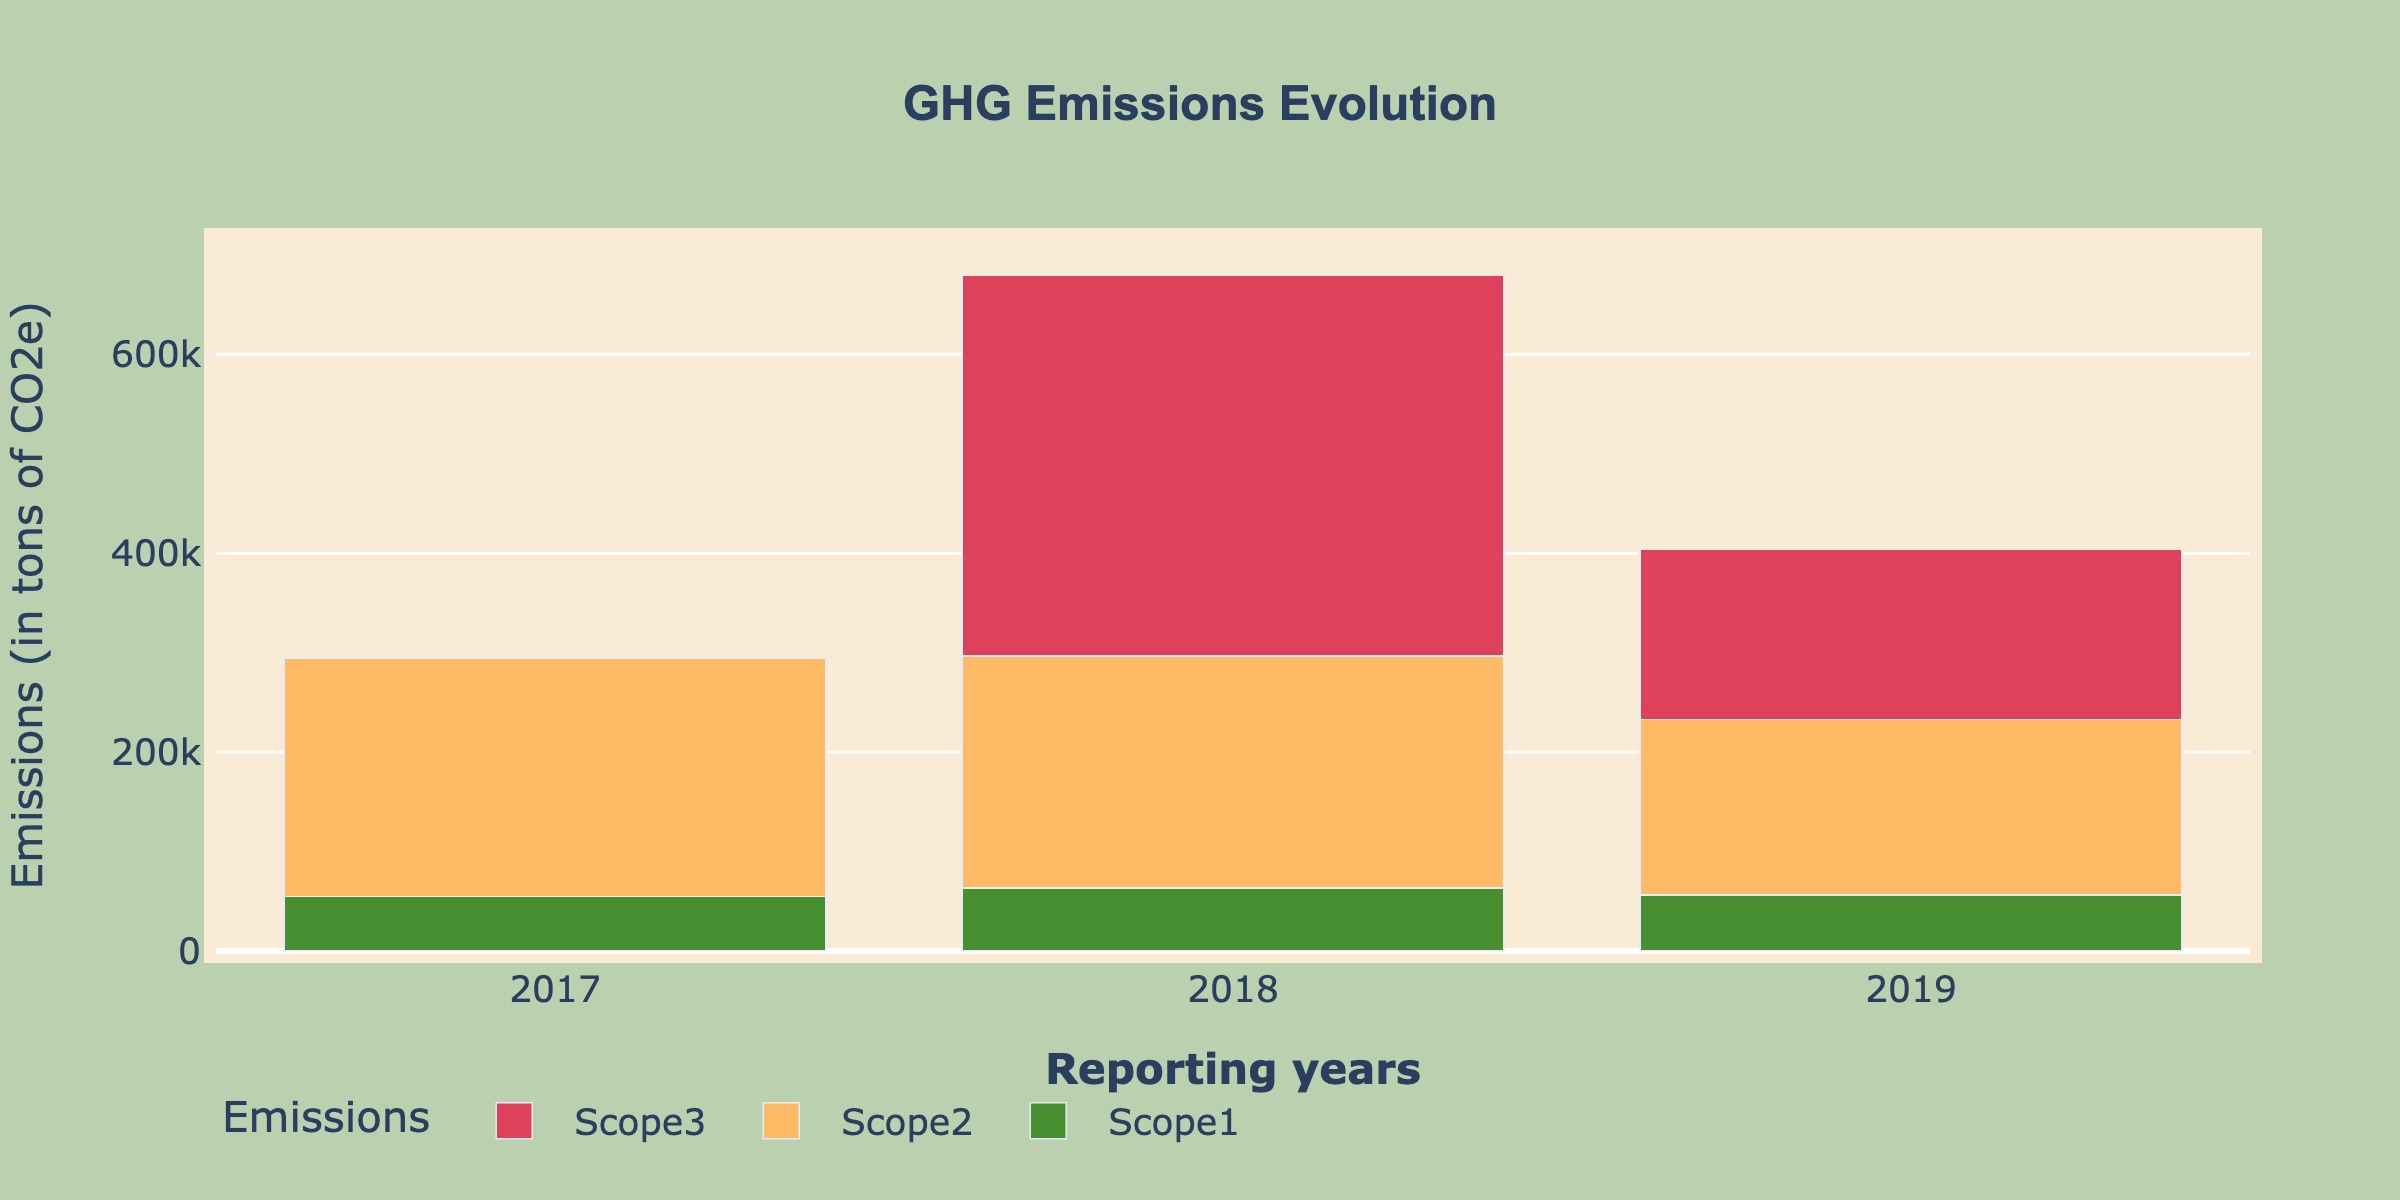 GHG Emissions Evolution
Emissions (in tons of CO2e)
600k
400k
200k
0
2017 2018 2019
Reporting years
Emissions Scope3 Scope2 Scope1